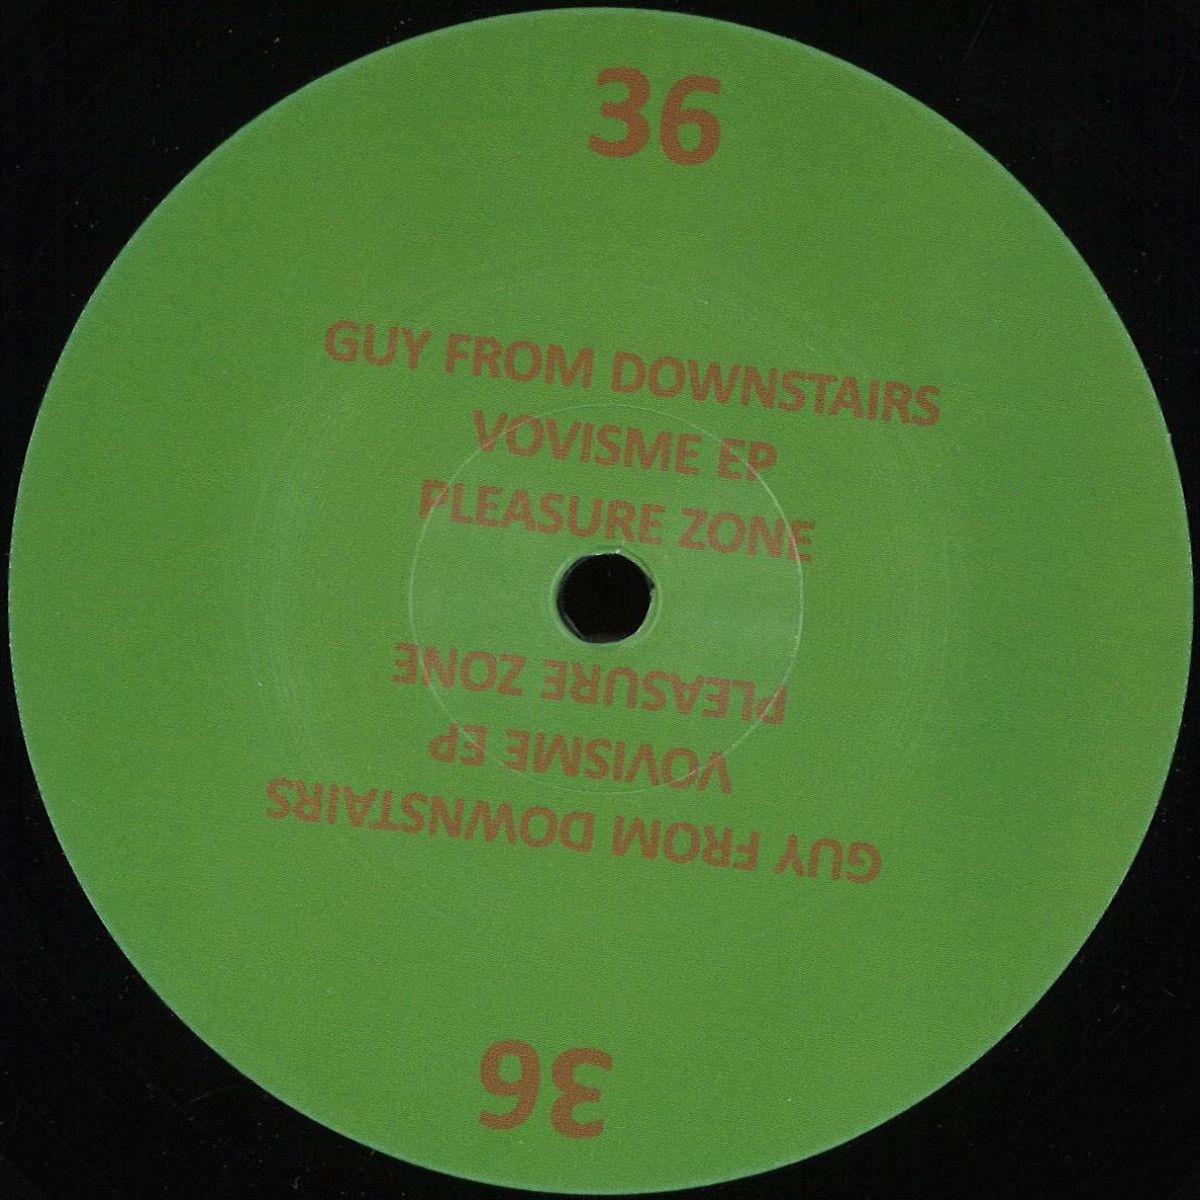 36
GUY FROM DOWNSTAIRS
VOVISME EP
PLEASURE ZONE
PLEASURE ZONE
VOVISME EP
GUY FROM DOWNSTAIRS
36